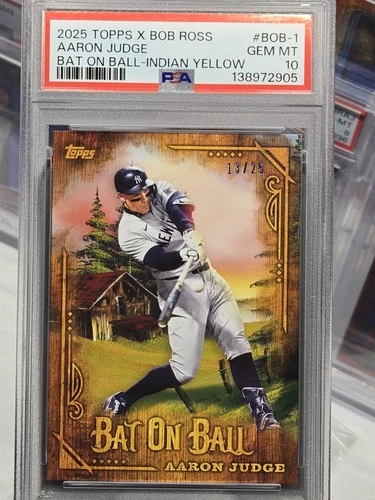 2025 TOPPS X BOB ROSS #BOB-1
AARON JUDGE GEM MT
BAT ON BALL-INDIAN YELLOW 10
PSA 138972905
Topps
13/25
NEW
BAT ON BALL
AARON JUDGE
MT